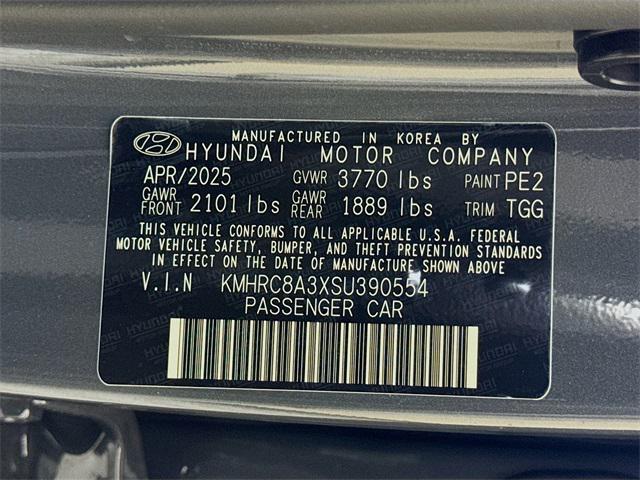 MANUFACTURED IN KOREA BY
HYUNDAI MOTOR COMPANY
APR/2025 GVWR 3770 lbs PAINT PE2
GAWR FRONT 2101 lbs GAWR REAR 1889 lbs TRIM TGG
THIS VEHICLE CONFORMS TO ALL APPLICABLE U.S.A. FEDERAL
MOTOR VEHICLE SAFETY, BUMPER, AND THEFT PREVENTION STANDARDS
IN EFFECT ON THE DATE OF MANUFACTURE SHOWN ABOVE
V.I.N KMHRC8A3XSU390554
PASSENGER CAR